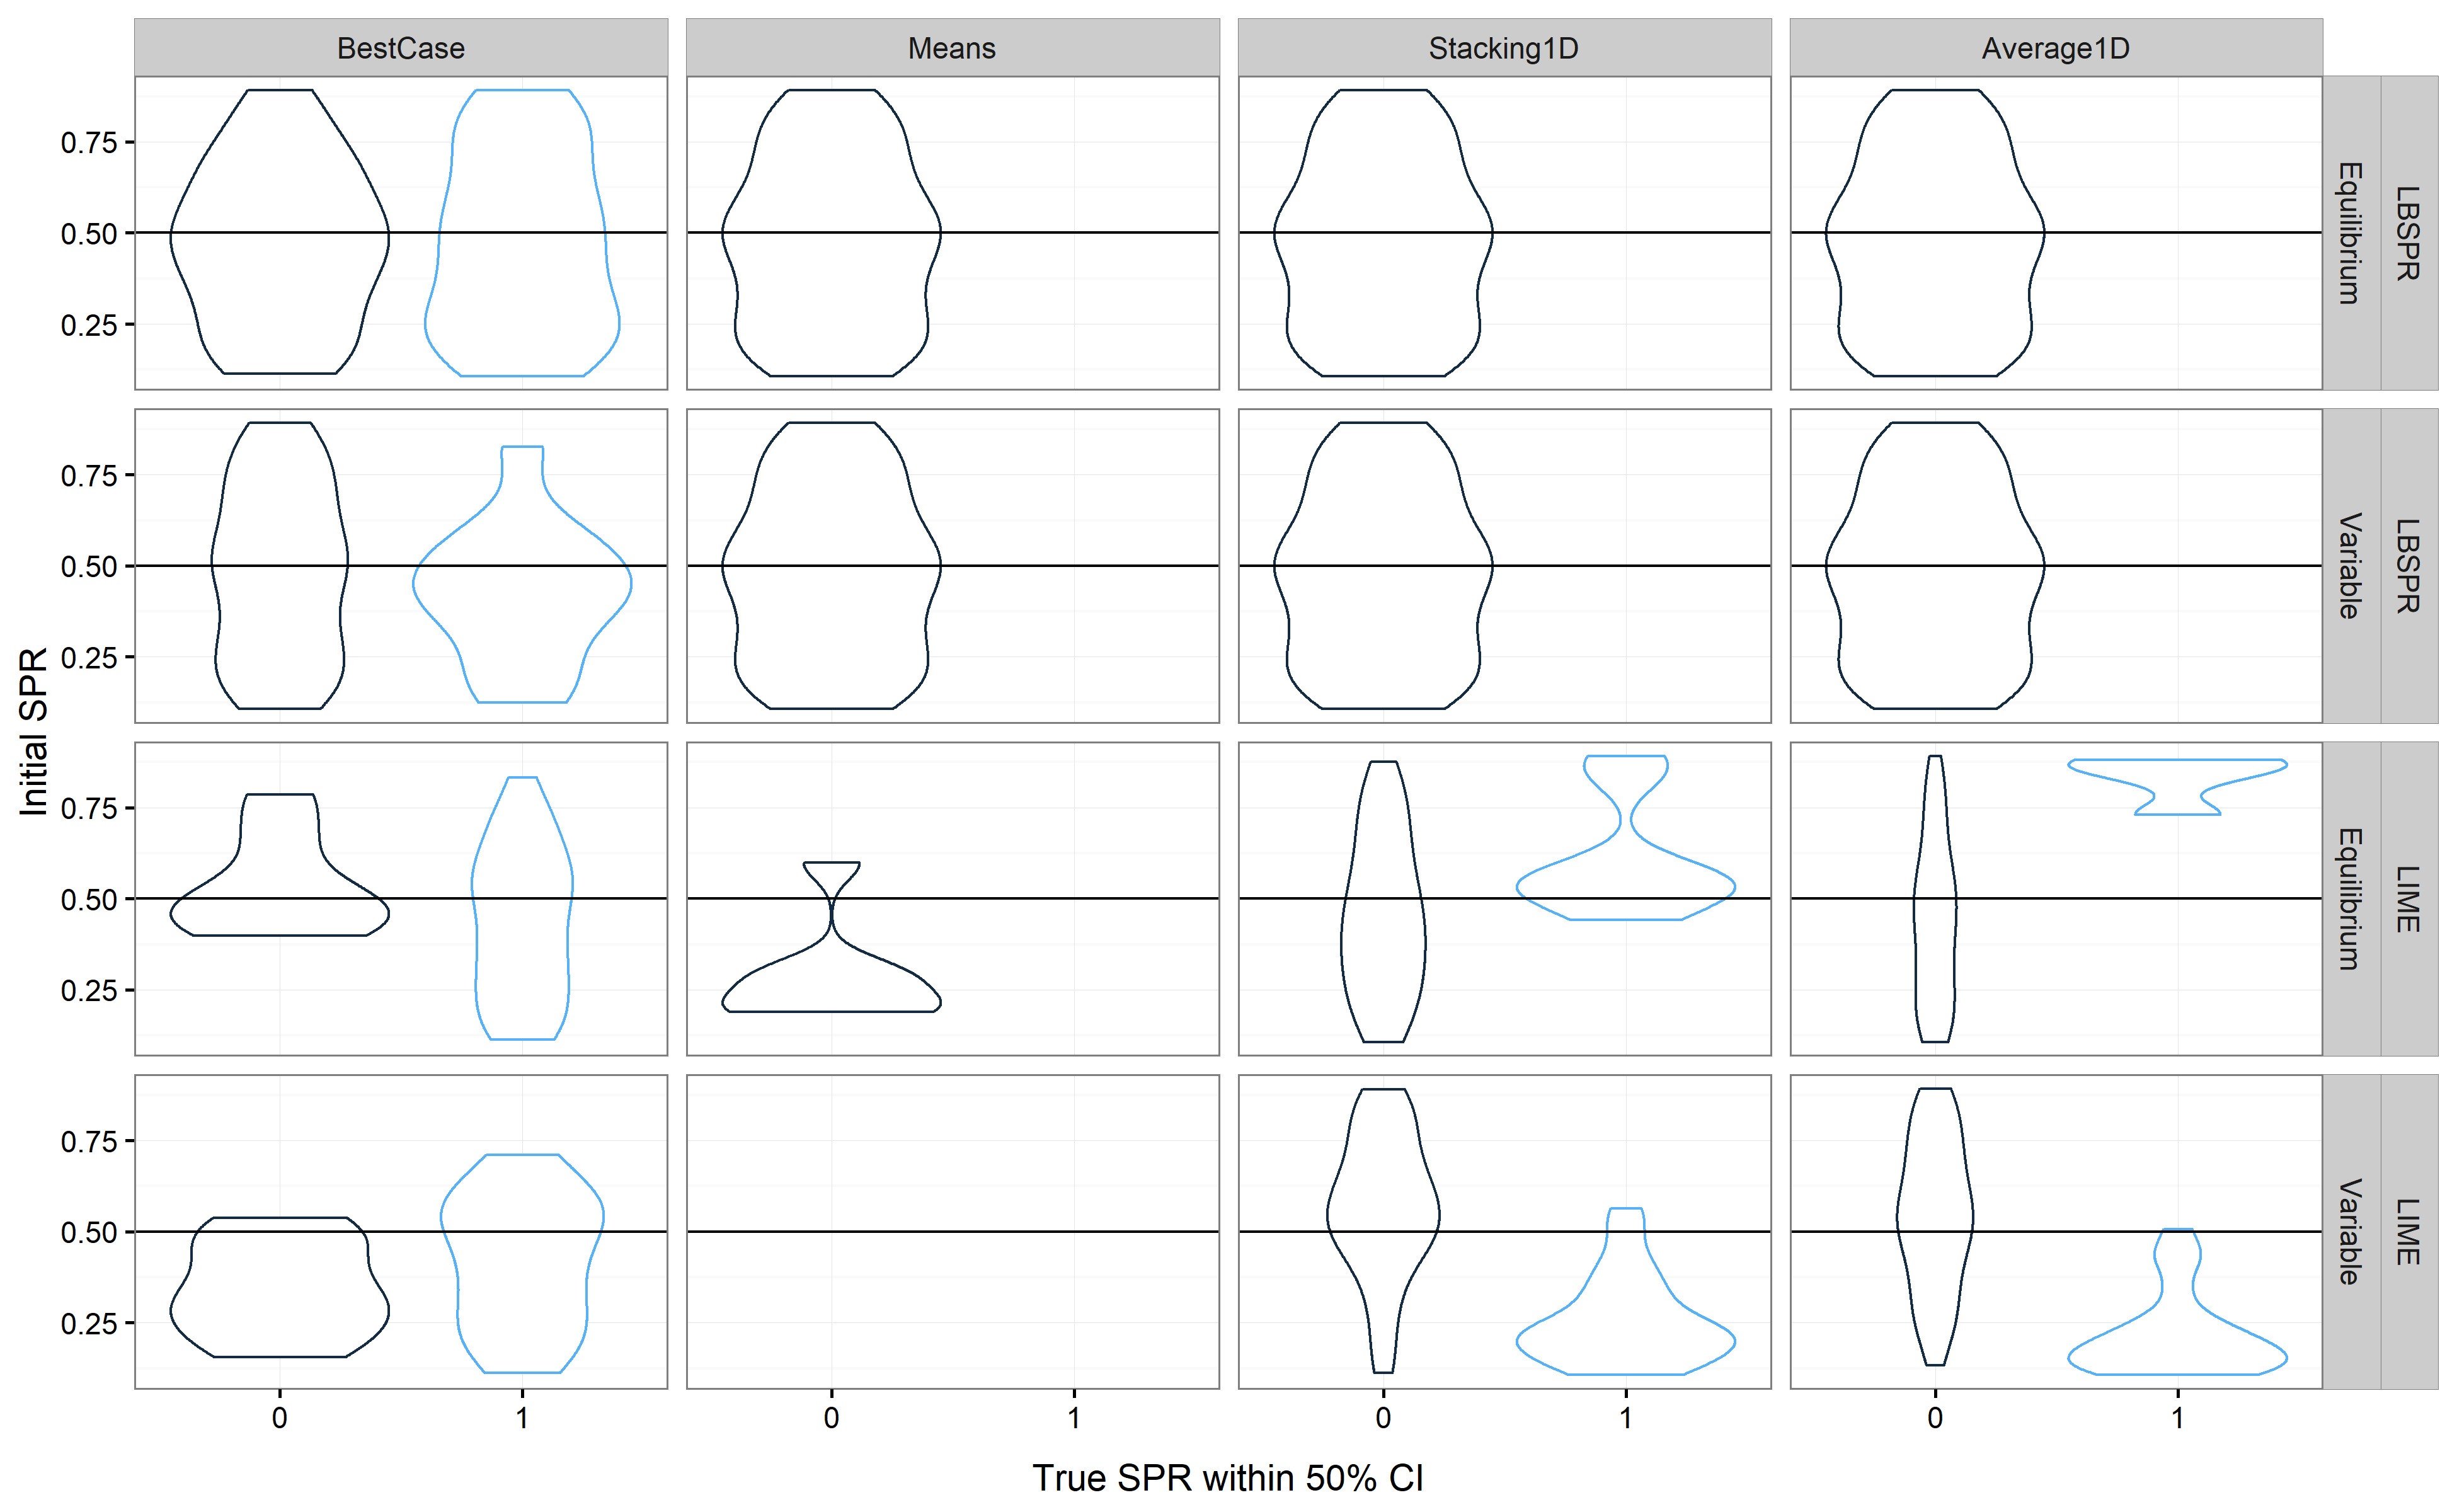 BestCase Means Stacking1D Average1D
0.75
0.50
0.25
Equilibrium LBSPR
0.75
0.50
0.25
Variable LBSPR
Initial SPR
0.75
0.50
0.25
Equilibrium LIME
0.75
0.50
0.25
Variable LIME
0 1 0 1 0 1 0 1
True SPR within 50% CI